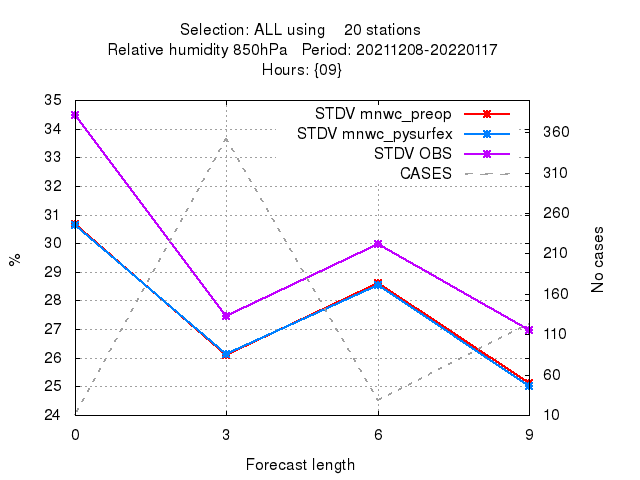 Selection: ALL using 20 stations
Relative humidity 850hPa Period: 20211208-20220117
Hours: {09}
STDV mnwc_preop
STDV mnwc_pysurfex
STDV OBS
CASES
35
34
33
32
31
30
29
28
27
26
25
24
%
360
310
260
210
160
110
60
10
No cases
0 3 6 9
Forecast length